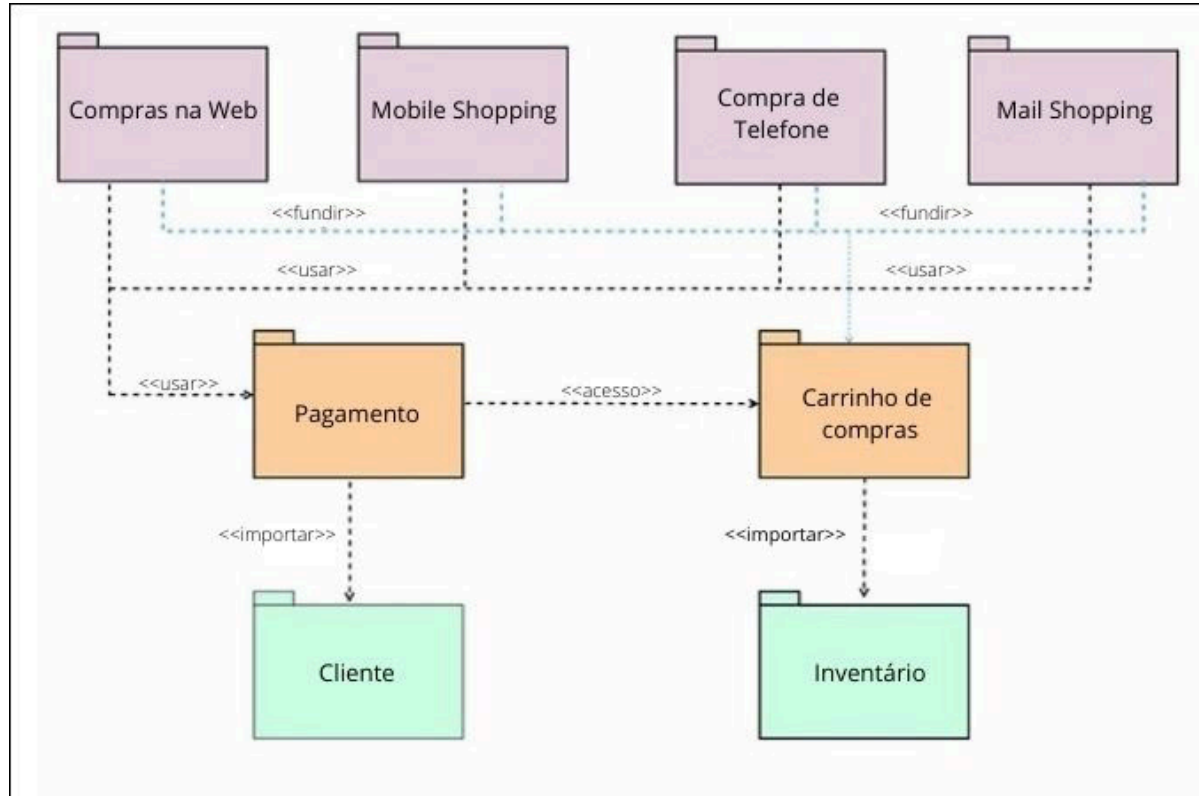 Compras na Web
Mobile Shopping
Compra de
Telefone
Mail Shopping
<<fundir>>
<<fundir>>
<<usar>>
<<usar>>
<<usar>>
Pagamento
<<acesso>>
Carrinho de
compras
<<importar>>
<<importar>>
Cliente
Inventário